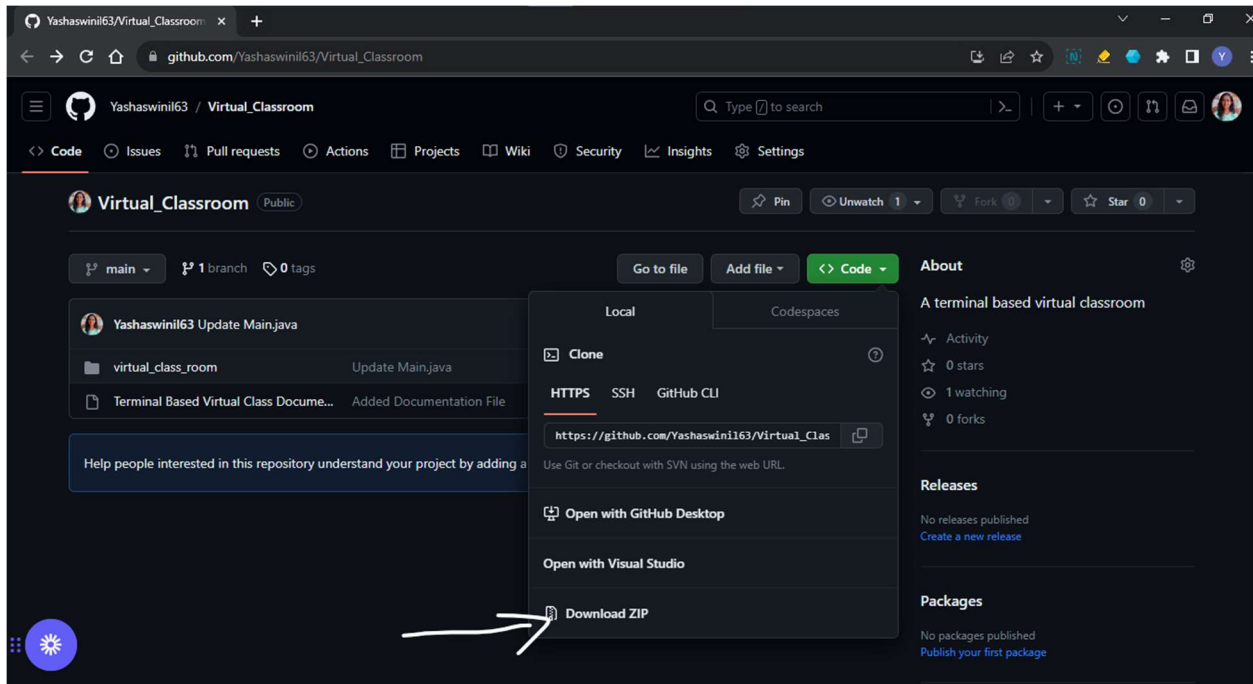 Yashaswinil63/Virtual_Classroom
github.com/Yashaswinil63/Virtual_Classroom
Yashaswinil63 / Virtual_Classroom
Type / to search
Code Issues Pull requests Actions Projects Wiki Security Insights Settings
Virtual_Classroom Public
Pin Unwatch 1 Fork 0 Star 0
main 1 branch 0 tags
Go to file Add file Code
Yashaswinil63 Update Main.java
virtual_class_room Update Main.java
Terminal Based Virtual Class Docume... Added Documentation File
Help people interested in this repository understand your project by adding a
Local Codespaces
Clone
HTTPS SSH GitHub CLI
https://github.com/Yashaswinil63/Virtual_Clas
Use Git or checkout with SVN using the web URL.
Open with GitHub Desktop
Open with Visual Studio
Download ZIP
About
A terminal based virtual classroom
Activity
0 stars
1 watching
0 forks
Releases
No releases published
Create a new release
Packages
No packages published
Publish your first package
N
Y